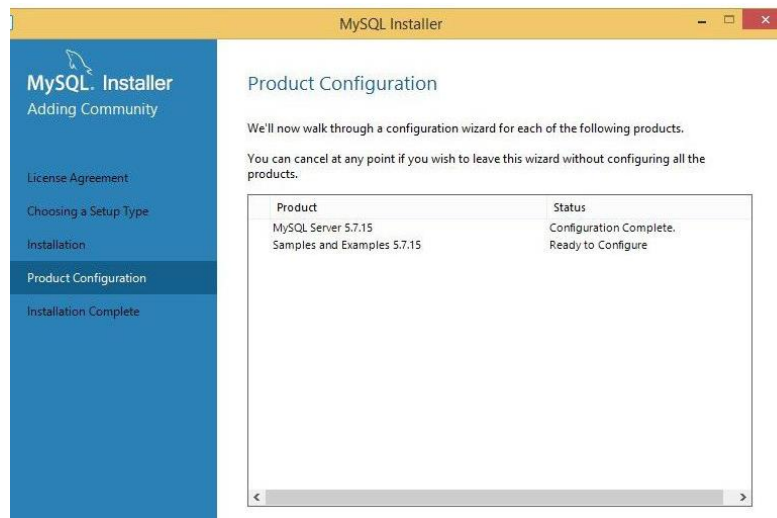 MySQL Installer
MySQL. Installer
Adding Community
License Agreement
Choosing a Setup Type
Installation
Product Configuration
Installation Complete
Product Configuration
We'll now walk through a configuration wizard for each of the following products.
You can cancel at any point if you wish to leave this wizard without configuring all the
products.
Product Status
MySQL Server 5.7.15 Configuration Complete.
Samples and Examples 5.7.15 Ready to Configure